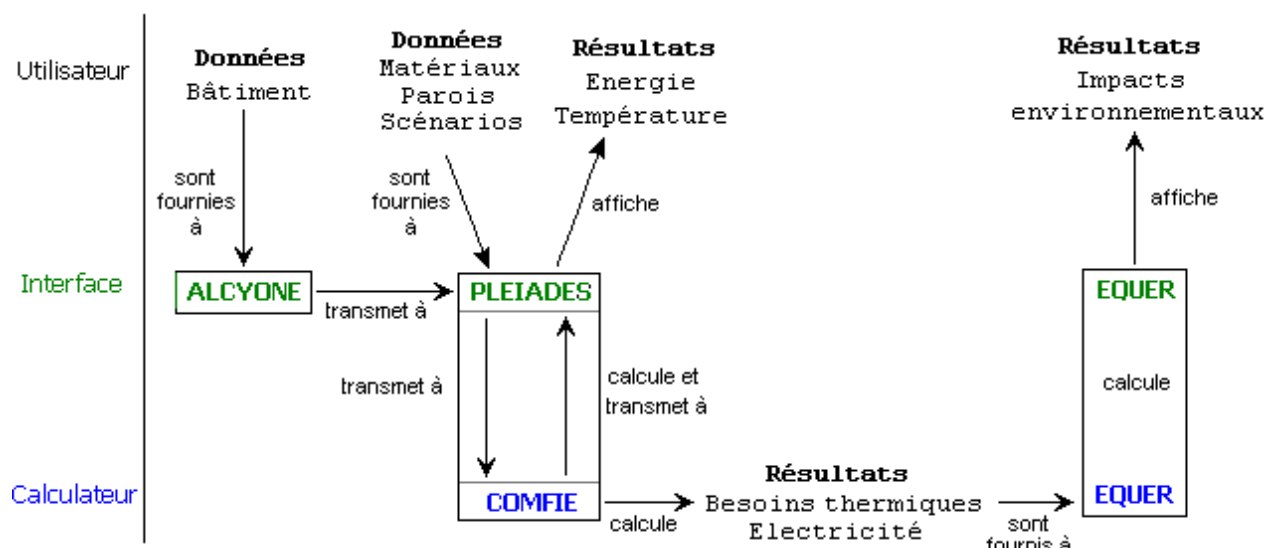 Utilisateur
Données
Bâtiment
Données
Matériaux
Parois
Scénarios
Résultats
Energie
Température
Résultats
Impacts
environnementaux
sont
fournies
à
sont
fournies
à
affiche
affiche
Interface
ALCYONE
transmet à
PLEIADES
EQUER
transmet à
calcule et
transmet à
calcule
Calculateur
COMFIE
calcule
Résultats
Besoins thermiques
Electricité
sont
fournis à
EQUER